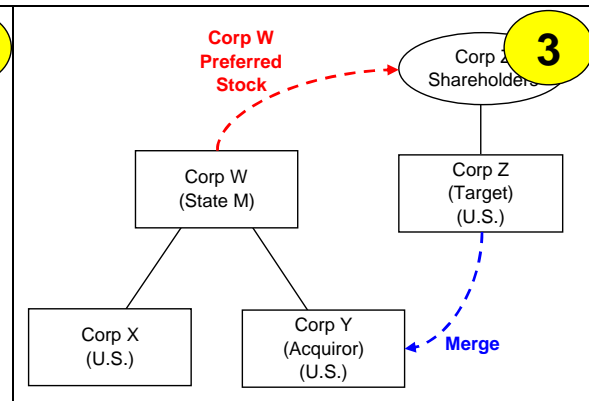 Corp W
Preferred
Stock
Corp Z
Shareholders
3
Corp W
(State M)
Corp Z
(Target)
(U.S.)
Corp X
(U.S.)
Corp Y
(Acquiror)
(U.S.)
Merge